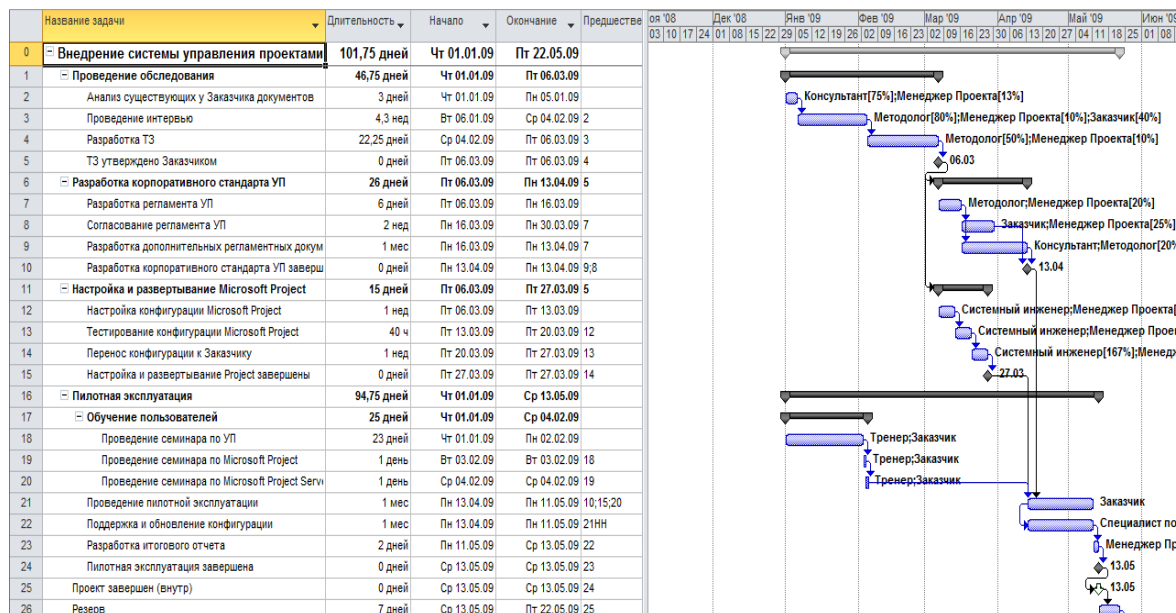 Название задачи Длительность Начало Окончание Предшестве оя '08 Дек '08 Янв '09 Фев '09 Мар '09 Апр '09 Май '09 Июн '09
03 10 17 24 01 08 15 22 29 05 12 19 26 02 09 16 23 02 09 16 23 30 06 13 20 27 04 11 18 25 01 08
0 Внедрение системы управления проектами 101,75 дней Чт 01.01.09 Пт 22.05.09
1 Проведение обследования 46,75 дней Чт 01.01.09 Пт 06.03.09
2 Анализ существующих у Заказчика документов 3 дней Чт 01.01.09 Пн 05.01.09 Консультант[75%];Менеджер Проекта[13%]
3 Проведение интервью 4,3 нед Вт 06.01.09 Ср 04.02.09 2 Методолог[80%];Менеджер Проекта[10%];Заказчик[40%]
4 Разработка ТЗ 22,25 дней Ср 04.02.09 Пт 06.03.09 3 Методолог[50%];Менеджер Проекта[10%]
5 ТЗ утверждено Заказчиком 0 дней Пт 06.03.09 Пт 06.03.09 4 06.03
6 Разработка корпоративного стандарта УП 26 дней Пт 06.03.09 Пн 13.04.09 5
7 Разработка регламента УП 6 дней Пт 06.03.09 Пн 16.03.09 Методолог;Менеджер Проекта[20%]
8 Согласование регламента УП 2 нед Пн 16.03.09 Пн 30.03.09 7 Заказчик;Менеджер Проекта[25%]
9 Разработка дополнительных регламентных докум 1 мес Пн 16.03.09 Пн 13.04.09 7 Консультант;Методолог[20%
10 Разработка корпоративного стандарта УП заверш 0 дней Пн 13.04.09 Пн 13.04.09 9;8 13.04
11 Настройка и развертывание Microsoft Project 15 дней Пт 06.03.09 Пт 27.03.09 5
12 Настройка конфигурации Microsoft Project 1 нед Пт 06.03.09 Пт 13.03.09 Системный инженер;Менеджер Проекта[
13 Тестирование конфигурации Microsoft Project 40 ч Пт 13.03.09 Пт 20.03.09 12 Системный инженер;Менеджер Проек
14 Перенос конфигурации к Заказчику 1 нед Пт 20.03.09 Пт 27.03.09 13 Системный инженер[167%];Менедж
15 Настройка и развертывание Project завершены 0 дней Пт 27.03.09 Пт 27.03.09 14 27.03
16 Пилотная эксплуатация 94,75 дней Чт 01.01.09 Ср 13.05.09
17 Обучение пользователей 25 дней Чт 01.01.09 Ср 04.02.09
18 Проведение семинара по УП 23 дней Чт 01.01.09 Пн 02.02.09 Тренер;Заказчик
19 Проведение семинара по Microsoft Project 1 день Вт 03.02.09 Вт 03.02.09 18 Тренер;Заказчик
20 Проведение семинара по Microsoft Project Serve 1 день Ср 04.02.09 Ср 04.02.09 19 Тренер;Заказчик
21 Проведение пилотной эксплуатации 1 мес Пн 13.04.09 Пн 11.05.09 10;15;20 Заказчик
22 Поддержка и обновление конфигурации 1 мес Пн 13.04.09 Пн 11.05.09 21НН Специалист по
23 Разработка итогового отчета 2 дней Пн 11.05.09 Ср 13.05.09 22 Менеджер Пр
24 Пилотная эксплуатация завершена 0 дней Ср 13.05.09 Ср 13.05.09 23 13.05
25 Проект завершен (внутр) 0 дней Ср 13.05.09 Ср 13.05.09 24 13.05
26 Резерв 7 дней Ср 13.05.09 Пт 22.05.09 25